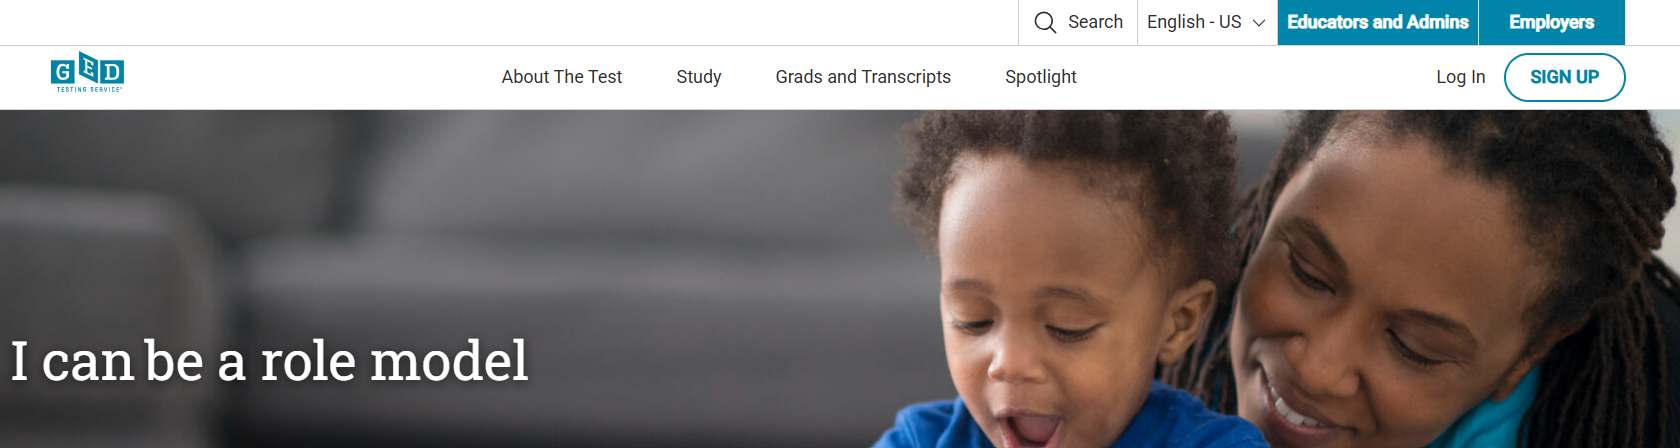 Search
English - US
Educators and Admins
Employers
GED
TESTING SERVICE®
About The Test
Study
Grads and Transcripts
Spotlight
Log In
SIGN UP
I can be a role model